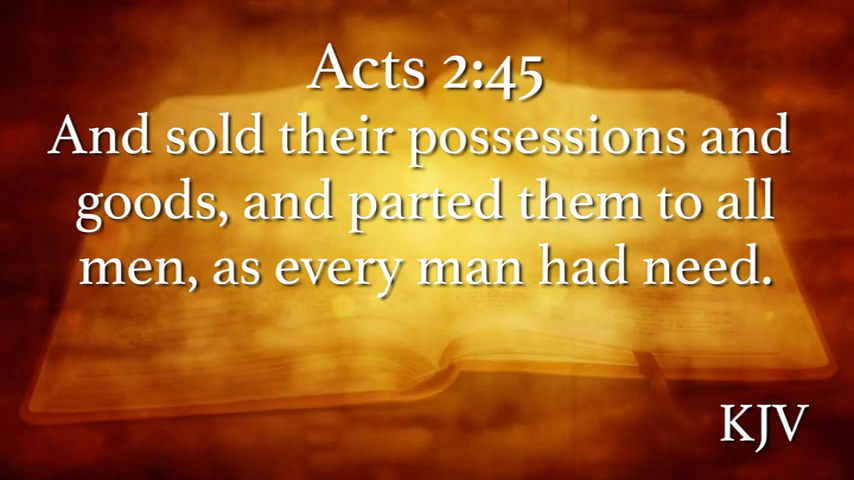 Acts 2:45
And sold their possessions and
goods, and parted them to all
men, as every man had need.
KJV